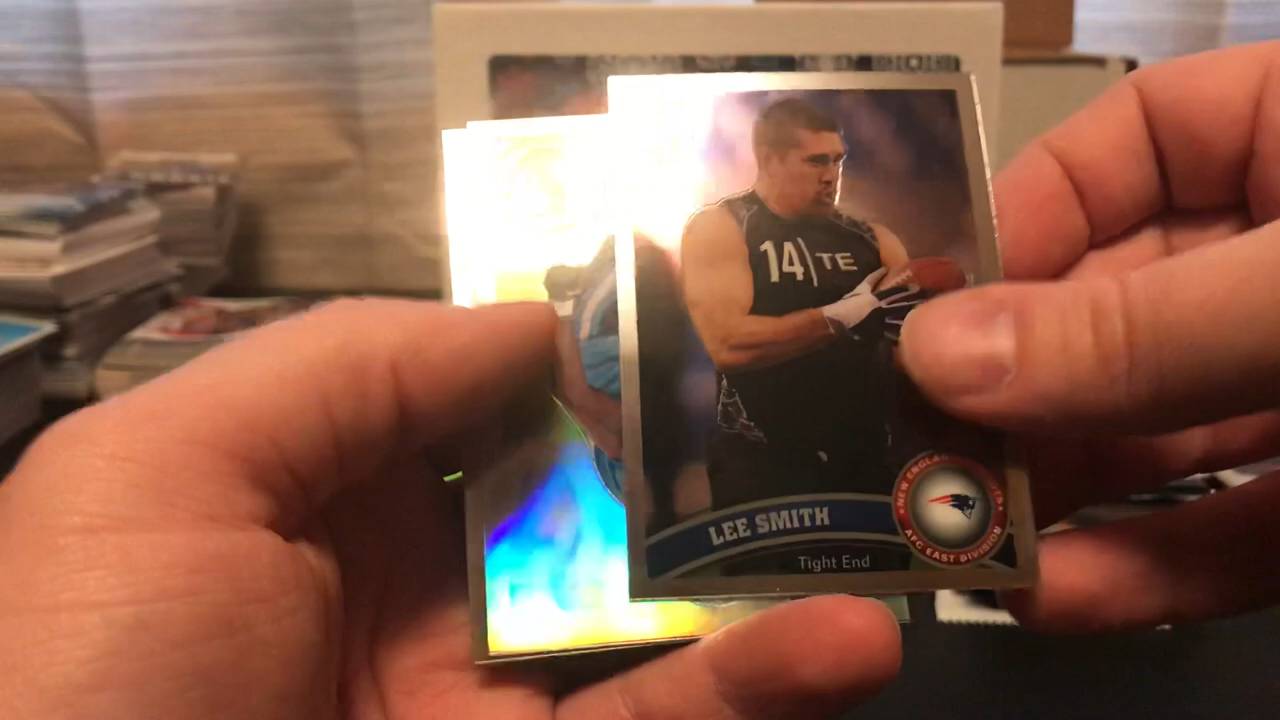 14 TE
LEE SMITH
Tight End
NEW ENGLAND
AFC EAST DIVISION